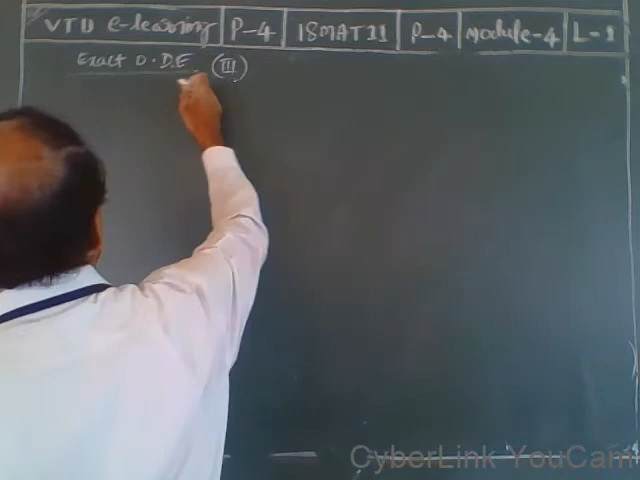 VTU e-learning P-4 18MAT11 P-4 Module-4 L-1
Exact O.D.E (III)
CyberLink YouCam